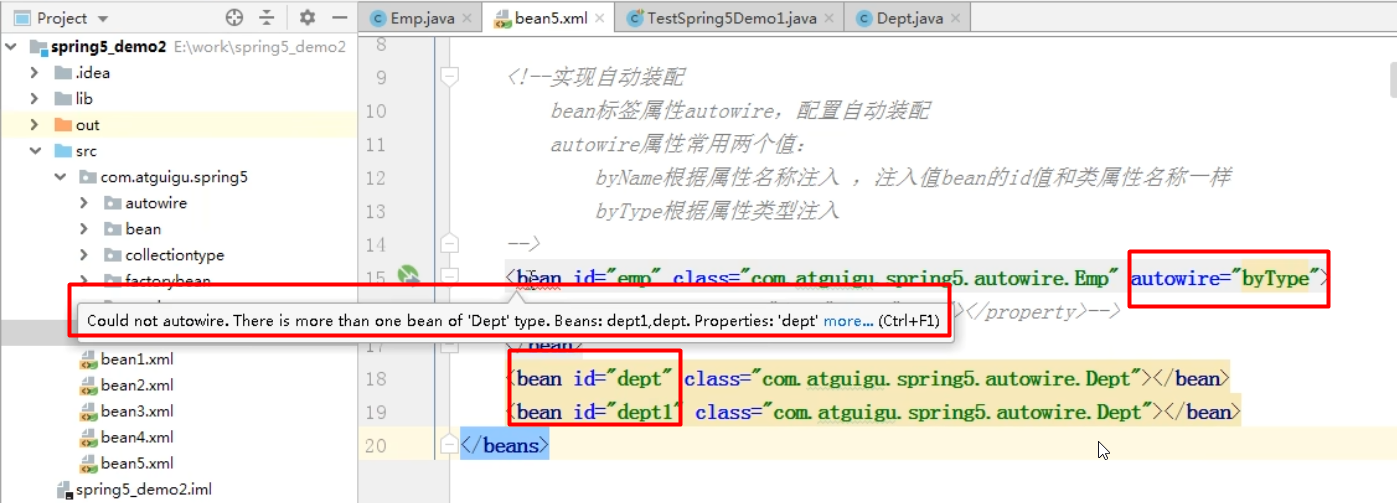 Project
Emp.java
bean5.xml
TestSpring5Demo1.java
Dept.java
spring5_demo2 E:\work\spring5_demo2
.idea
lib
out
src
com.atguigu.spring5
autowire
bean
collectiontype
factorybean
bean1.xml
bean2.xml
bean3.xml
bean4.xml
bean5.xml
spring5_demo2.iml
8
9 <!--实现自动装配
10 bean标签属性autowire，配置自动装配
11 autowire属性常用两个值：
12 byName根据属性名称注入 ，注入值bean的id值和类属性名称一样
13 byType根据属性类型注入
14 -->
15 <bean id="emp" class="com.atguigu.spring5.autowire.Emp" autowire="byType">
></property>-->
Could not autowire. There is more than one bean of 'Dept' type. Beans: dept1,dept. Properties: 'dept' more... (Ctrl+F1)
17 </bean>
18 <bean id="dept" class="com.atguigu.spring5.autowire.Dept"></bean>
19 <bean id="dept1" class="com.atguigu.spring5.autowire.Dept"></bean>
20 </beans>